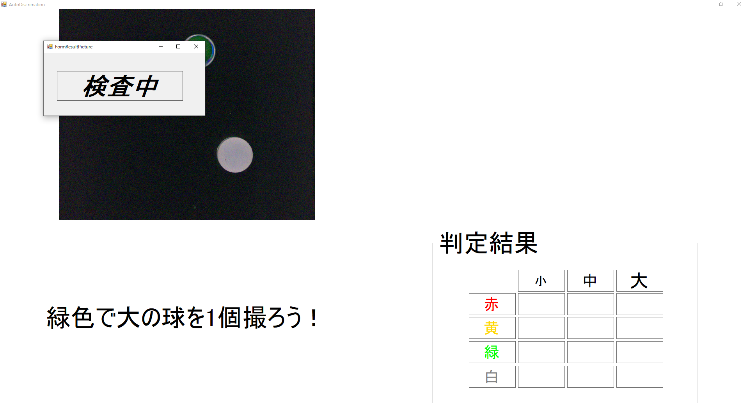 検査中
緑色で大の球を1個撮ろう！
判定結果
小 中 大
赤
黄
緑
白